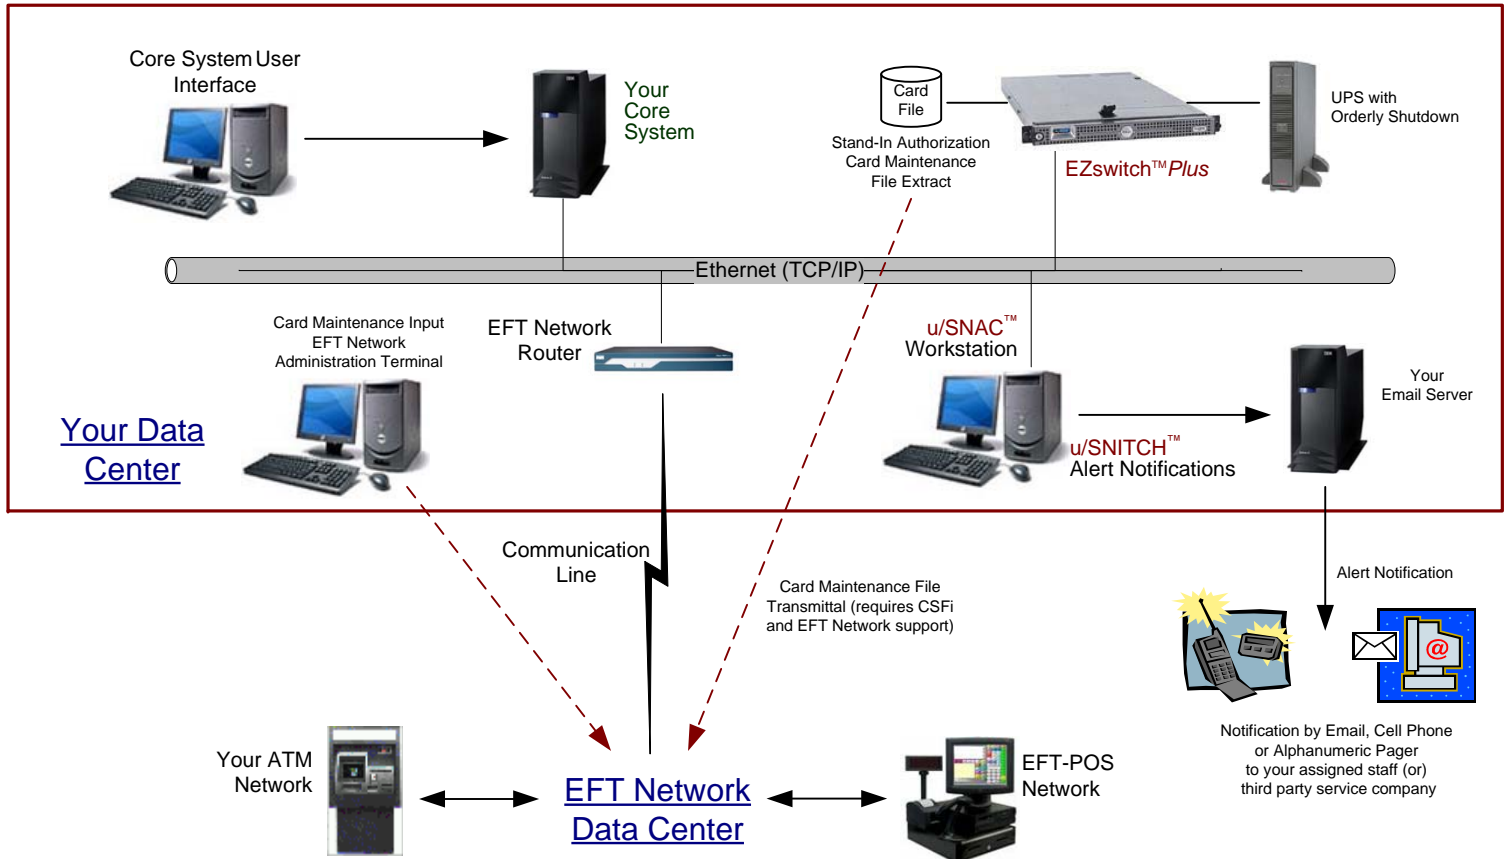 Core System User
Interface
Your
Core
System
Card
File
Stand-In Authorization
Card Maintenance
File Extract
EZswitch™Plus
UPS with
Orderly Shutdown
Ethernet (TCP/IP)
Card Maintenance Input
EFT Network
Administration Terminal
EFT Network
Router
u/SNAC™
Workstation
Your
Email Server
Your Data
Center
u/SNITCH™
Alert Notifications
Communication
Line
Card Maintenance File
Transmittal (requires CSFi
and EFT Network support)
Alert Notification
@
Notification by Email, Cell Phone
or Alphanumeric Pager
to your assigned staff (or)
third party service company
Your ATM
Network
EFT Network
Data Center
EFT-POS
Network